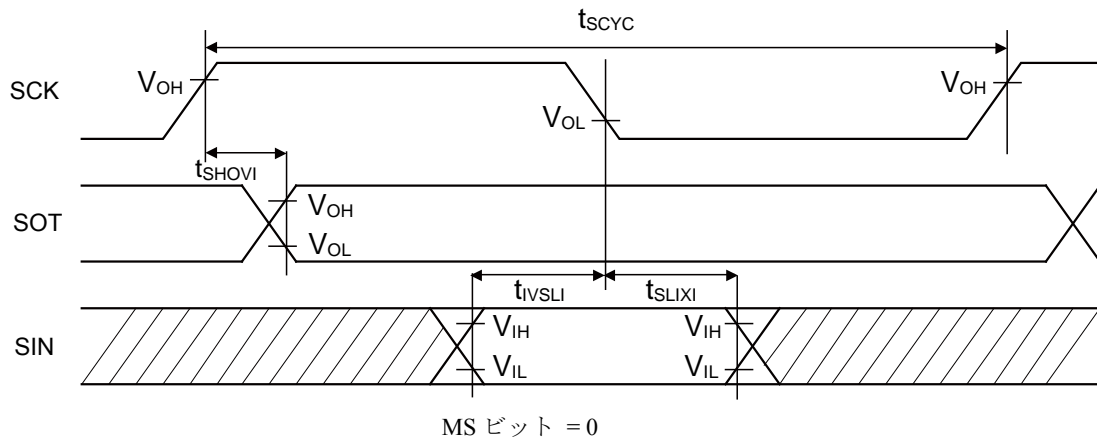 tSCYC
SCK
VOH
VOL
VOH
tSHOVI
SOT
VOH
VOL
tIVSLI
tSLIXI
SIN
VIH
VIL
VIH
VIL
MS ビット = 0